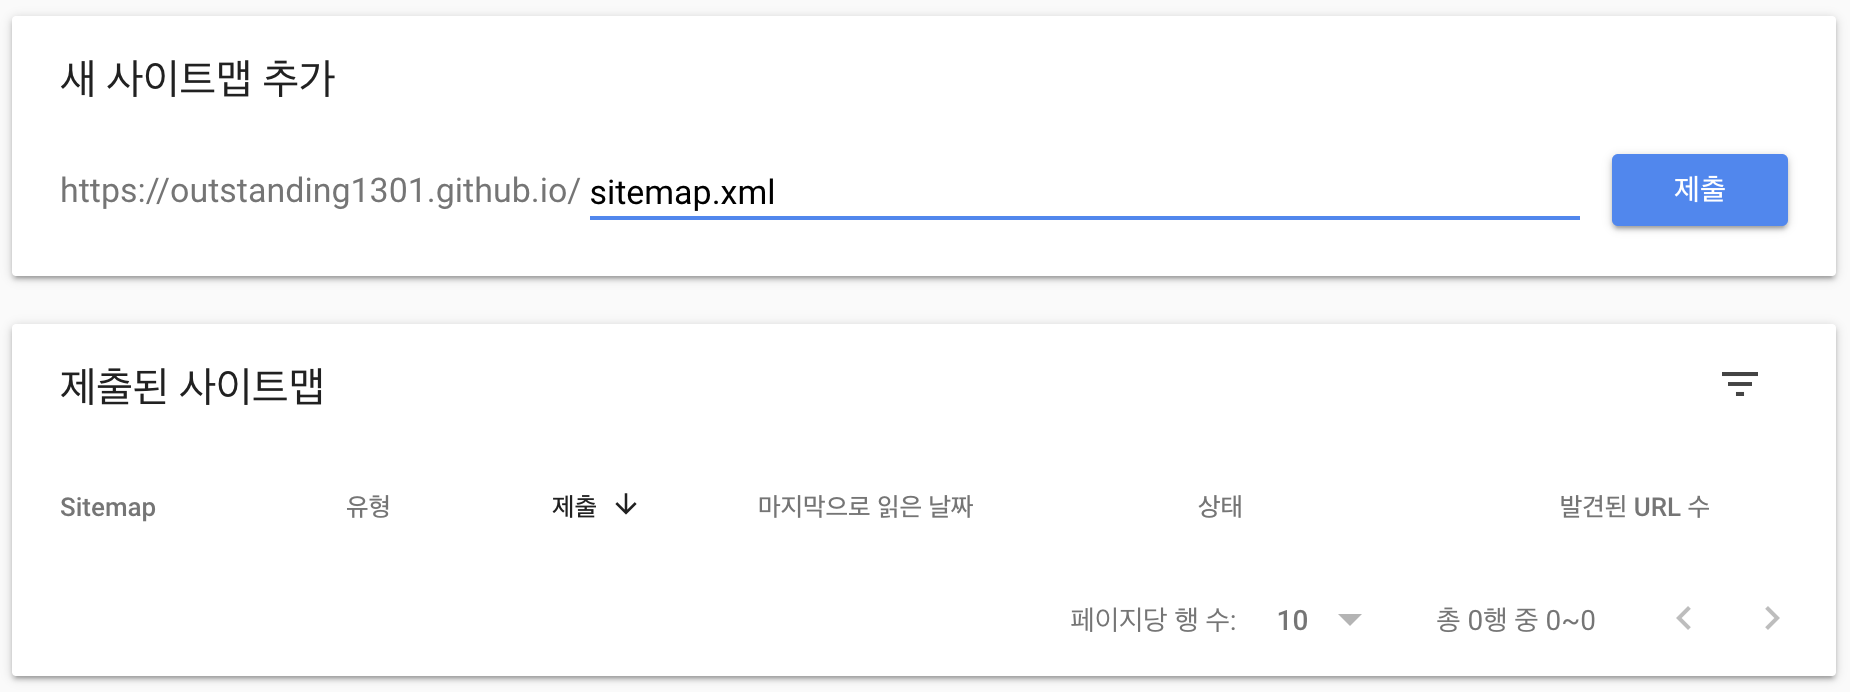 새 사이트맵 추가
https://outstanding1301.github.io/ sitemap.xml 제출
제출된 사이트맵
Sitemap 유형 제출 마지막으로 읽은 날짜 상태 발견된 URL 수
페이지당 행 수: 10 총 0행 중 0~0